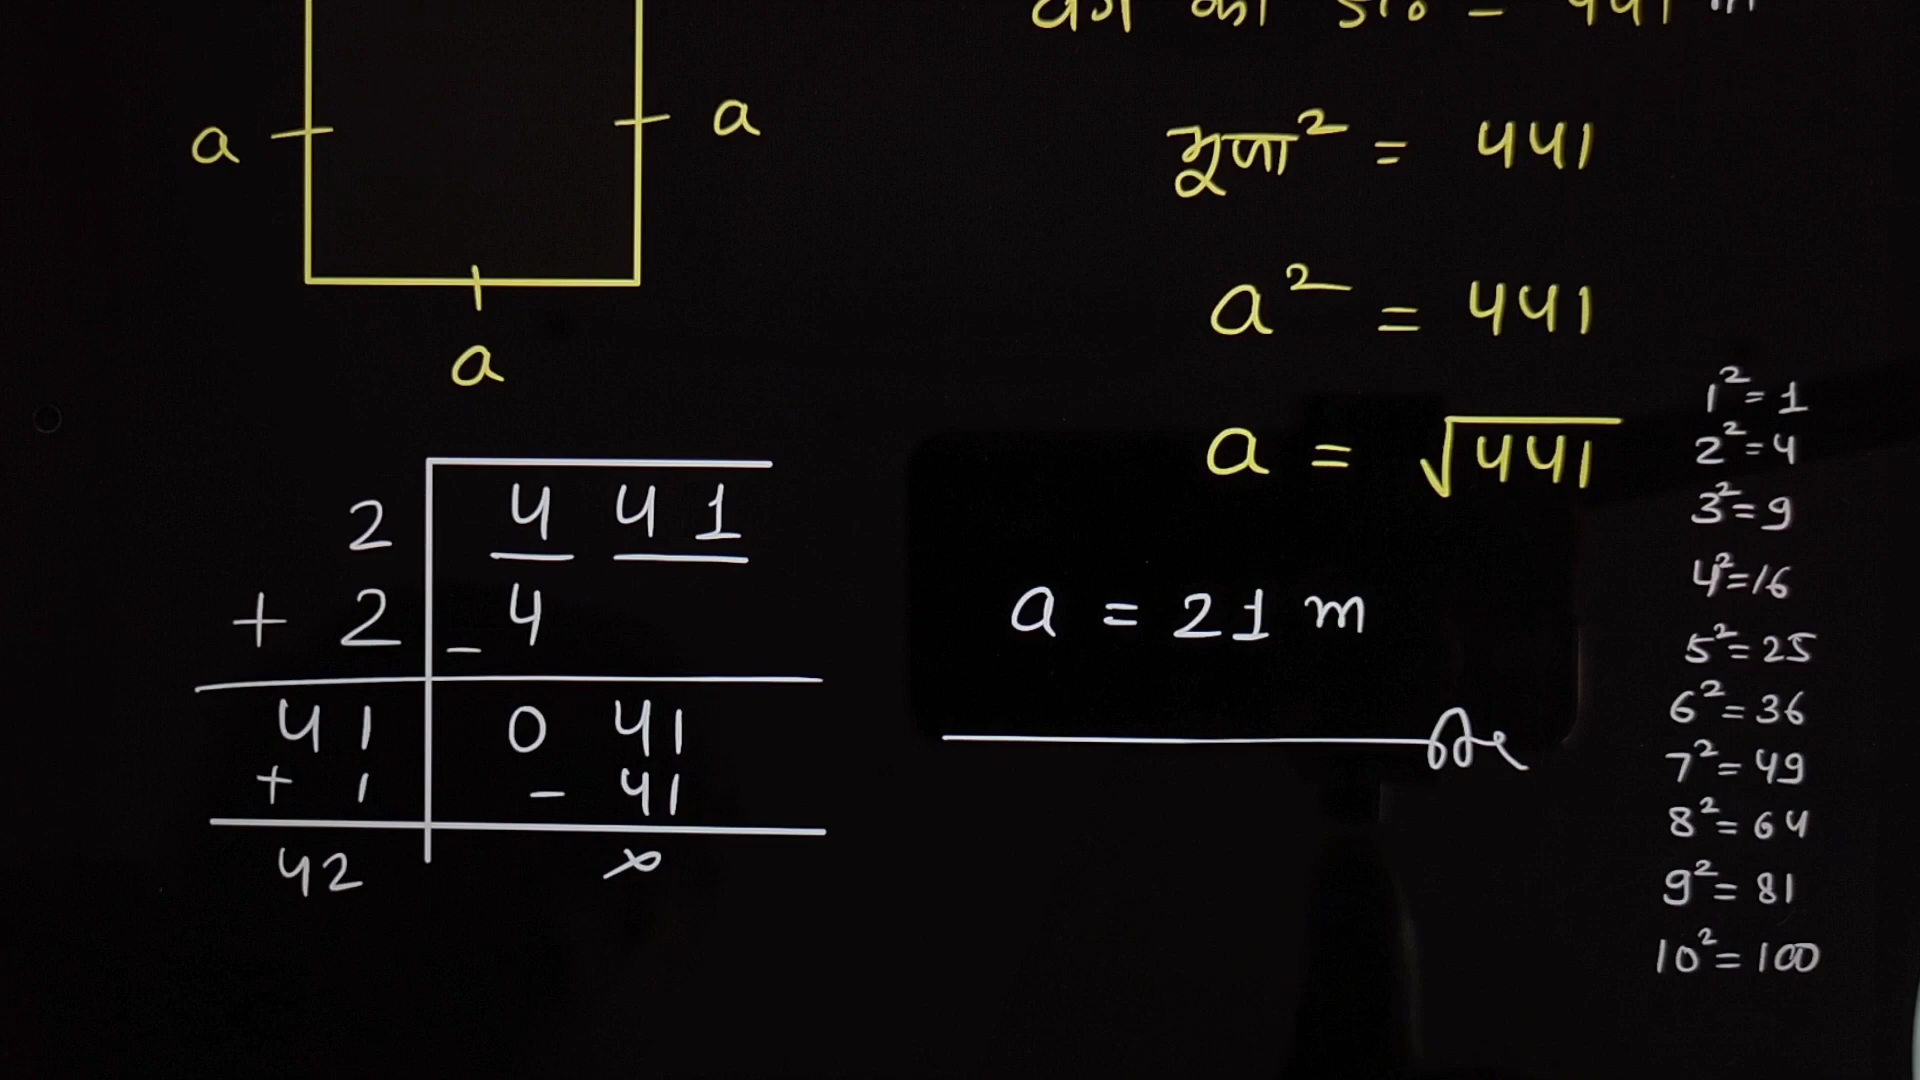 a a
a
भूजा² = 441
a² = 441
a = √441
a = 21 m
2 4 41
+ 2 - 4
41 0 41
+ 1 - 41
42
1² = 1
2² = 4
3² = 9
4² = 16
5² = 25
6² = 36
7² = 49
8² = 64
9² = 81
10² = 100